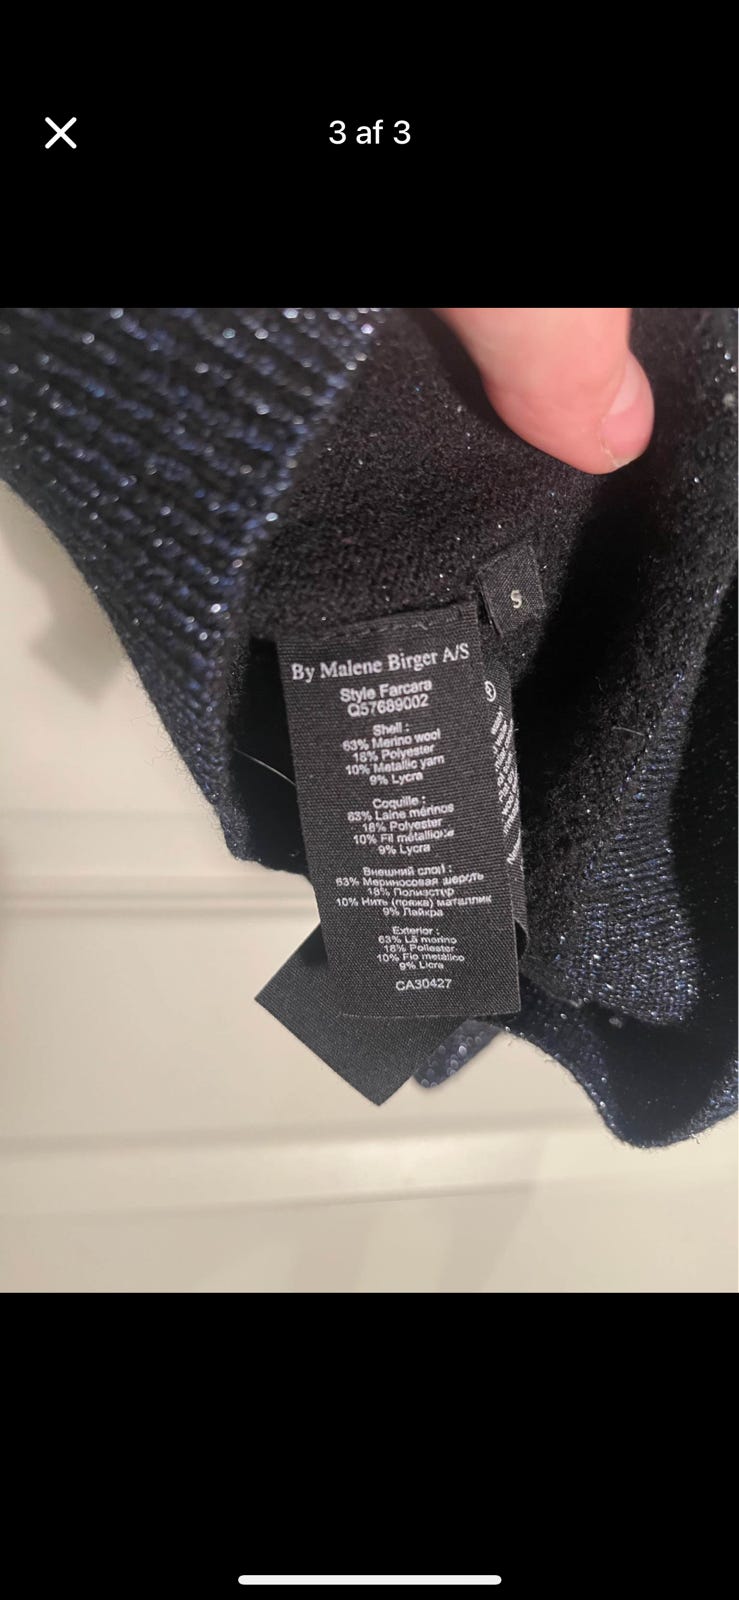 3 af 3
S
By Malene Birger A/S
Style Farcara
Q57689002
Shell :
63% Merino wool
18% Polyester
10% Metallic yarn
9% Lycra
Coquille :
63% Laine mérinos
18% Polyester
10% Fil métallique
9% Lycra
Внешний слой :
63% Мериносовая шерсть
18% Полиэстер
10% Нить (пряжа) маталлик
9% Лайкра
Exterior :
63% Lã merino
18% Poliester
10% Fio metálico
9% Licra
CA30427